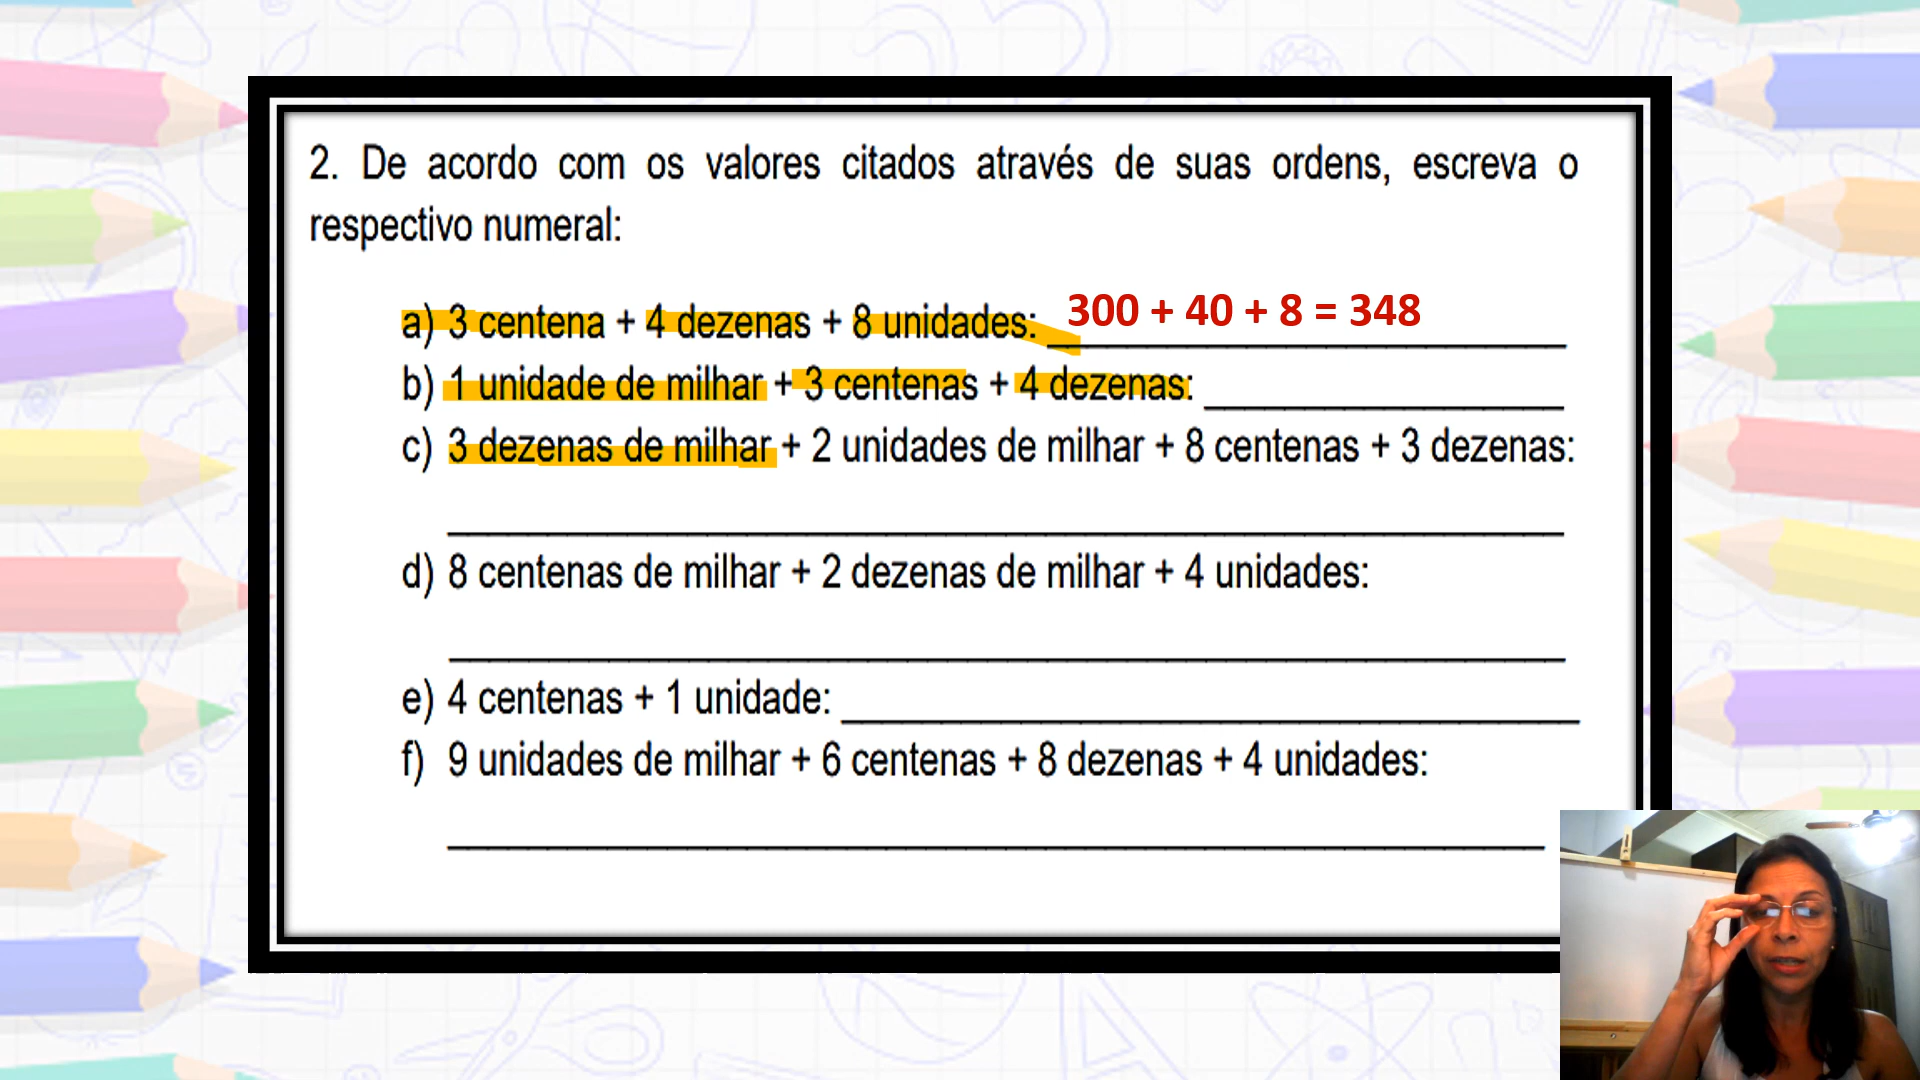 2. De acordo com os valores citados através de suas ordens, escreva o
respectivo numeral:
a) 3 centena + 4 dezenas + 8 unidades: 300 + 40 + 8 = 348
b) 1 unidade de milhar + 3 centenas + 4 dezenas:
c) 3 dezenas de milhar + 2 unidades de milhar + 8 centenas + 3 dezenas:
d) 8 centenas de milhar + 2 dezenas de milhar + 4 unidades:
e) 4 centenas + 1 unidade:
f) 9 unidades de milhar + 6 centenas + 8 dezenas + 4 unidades: